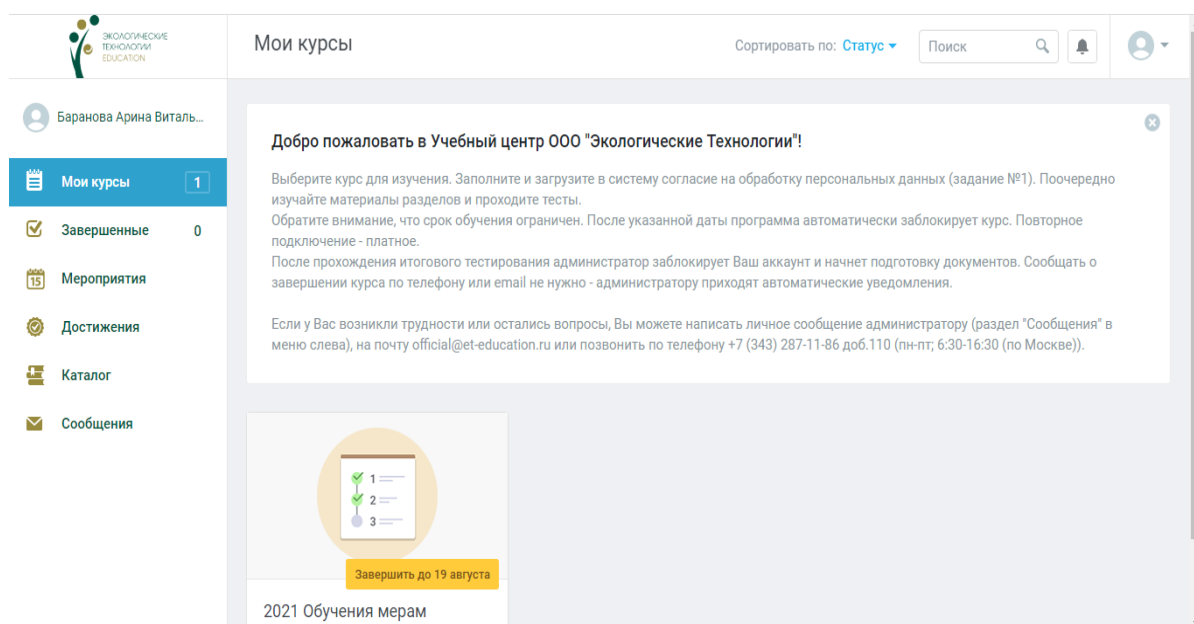 ЭКОЛОГИЧЕСКИЕ
ТЕХНОЛОГИИ
EDUCATION
Мои курсы
Сортировать по: Статус
Поиск
Баранова Арина Виталь...
Мои курсы 1
Завершенные 0
15 Мероприятия
Достижения
Каталог
Сообщения
Добро пожаловать в Учебный центр ООО "Экологические Технологии"!
Выберите курс для изучения. Заполните и загрузите в систему согласие на обработку персональных данных (задание №1). Поочередно
изучайте материалы разделов и проходите тесты.
Обратите внимание, что срок обучения ограничен. После указанной даты программа автоматически заблокирует курс. Повторное
подключение - платное.
После прохождения итогового тестирования администратор заблокирует Ваш аккаунт и начнет подготовку документов. Сообщать о
завершении курса по телефону или email не нужно - администратору приходят автоматические уведомления.
Если у Вас возникли трудности или остались вопросы, Вы можете написать личное сообщение администратору (раздел "Сообщения" в
меню слева), на почту official@et-education.ru или позвонить по телефону +7 (343) 287-11-86 доб.110 (пн-пт; 6:30-16:30 (по Москве)).
1
2
3
Завершить до 19 августа
2021 Обучения мерам